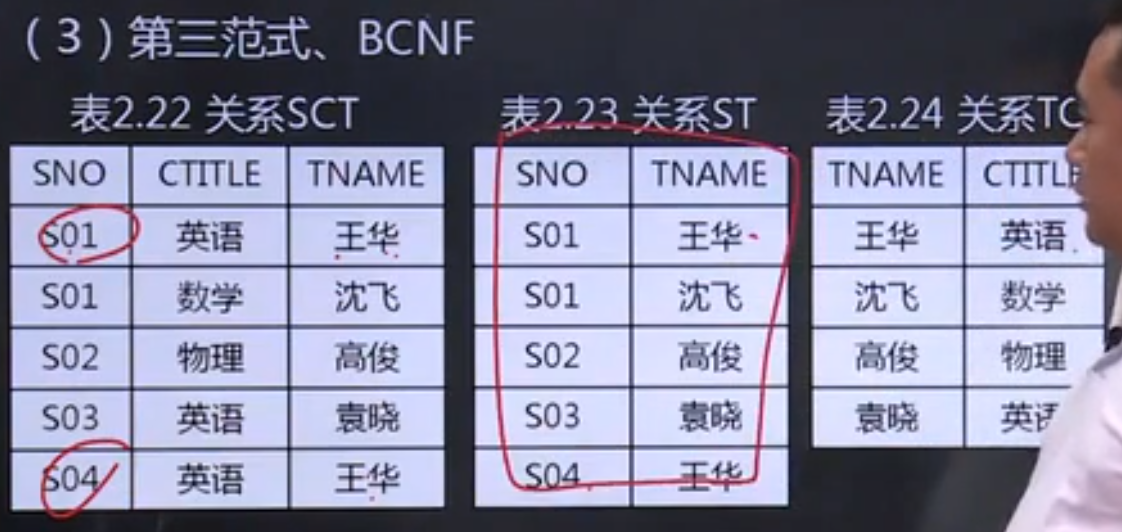 （3）第三范式、BCNF
表2.22 关系SCT
SNO CTITLE TNAME
S01 英语 王华
S01 数学 沈飞
S02 物理 高俊
S03 英语 袁晓
S04 英语 王华
表2.23 关系ST
SNO TNAME
S01 王华
S01 沈飞
S02 高俊
S03 袁晓
S04 王华
表2.24 关系TC
TNAME CTITL
王华 英语
沈飞 数学
高俊 物理
袁晓 英语